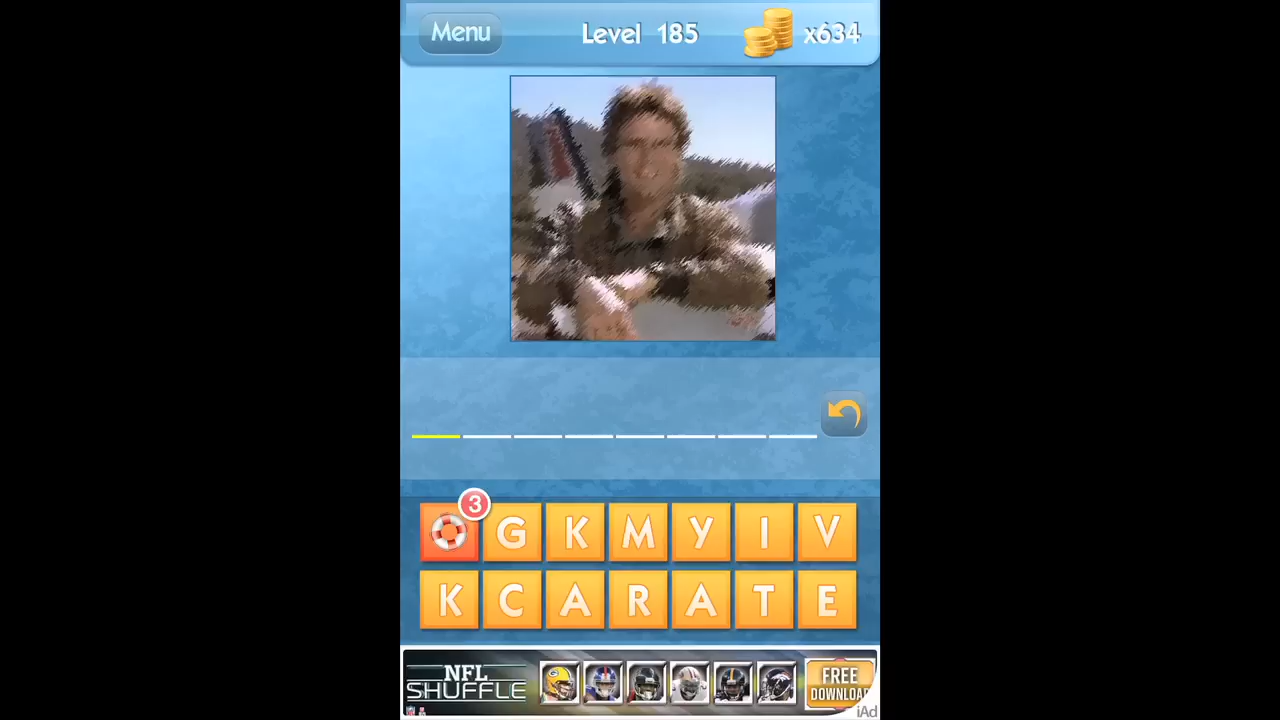 Menu
Level 185
x634
3
G K M Y I V
K C A R A T E
NFL
SHUFFLE
FREE
DOWNLOAD
iAd